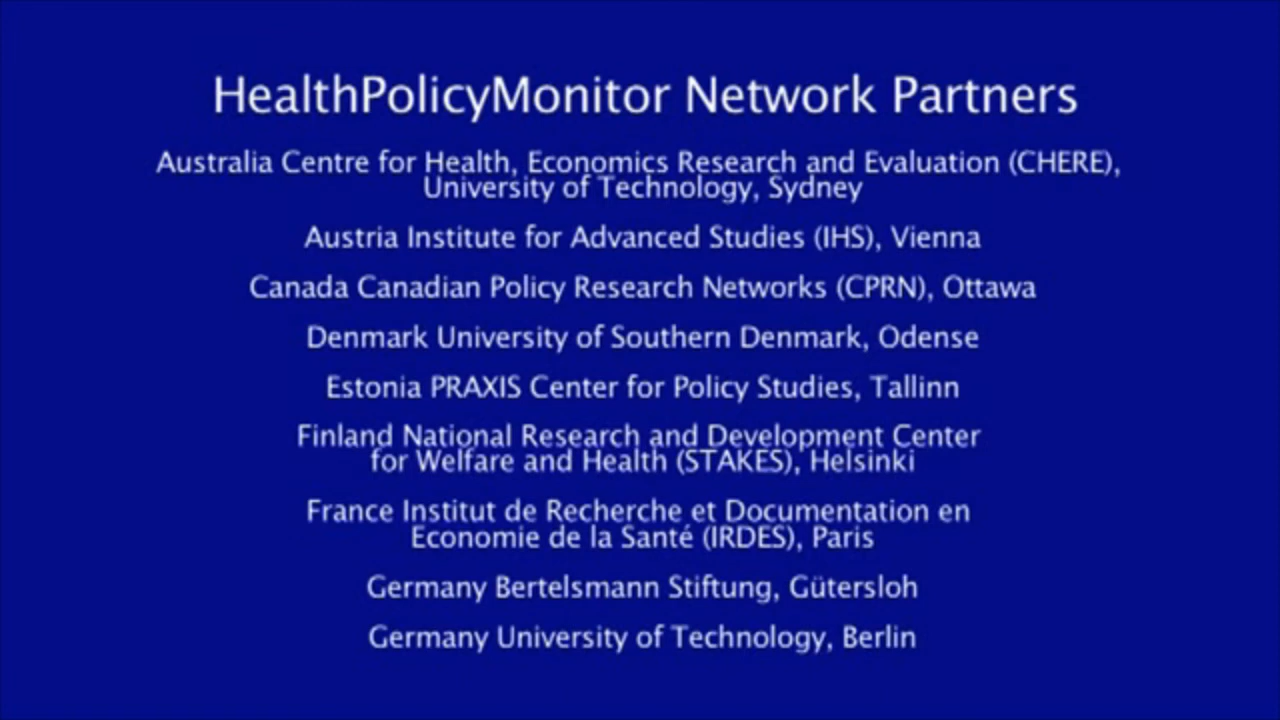 HealthPolicyMonitor Network Partners
Australia Centre for Health, Economics Research and Evaluation (CHERE),
University of Technology, Sydney
Austria Institute for Advanced Studies (IHS), Vienna
Canada Canadian Policy Research Networks (CPRN), Ottawa
Denmark University of Southern Denmark, Odense
Estonia PRAXIS Center for Policy Studies, Tallinn
Finland National Research and Development Center
for Welfare and Health (STAKES), Helsinki
France Institut de Recherche et Documentation en
Economie de la Santé (IRDES), Paris
Germany Bertelsmann Stiftung, Gütersloh
Germany University of Technology, Berlin